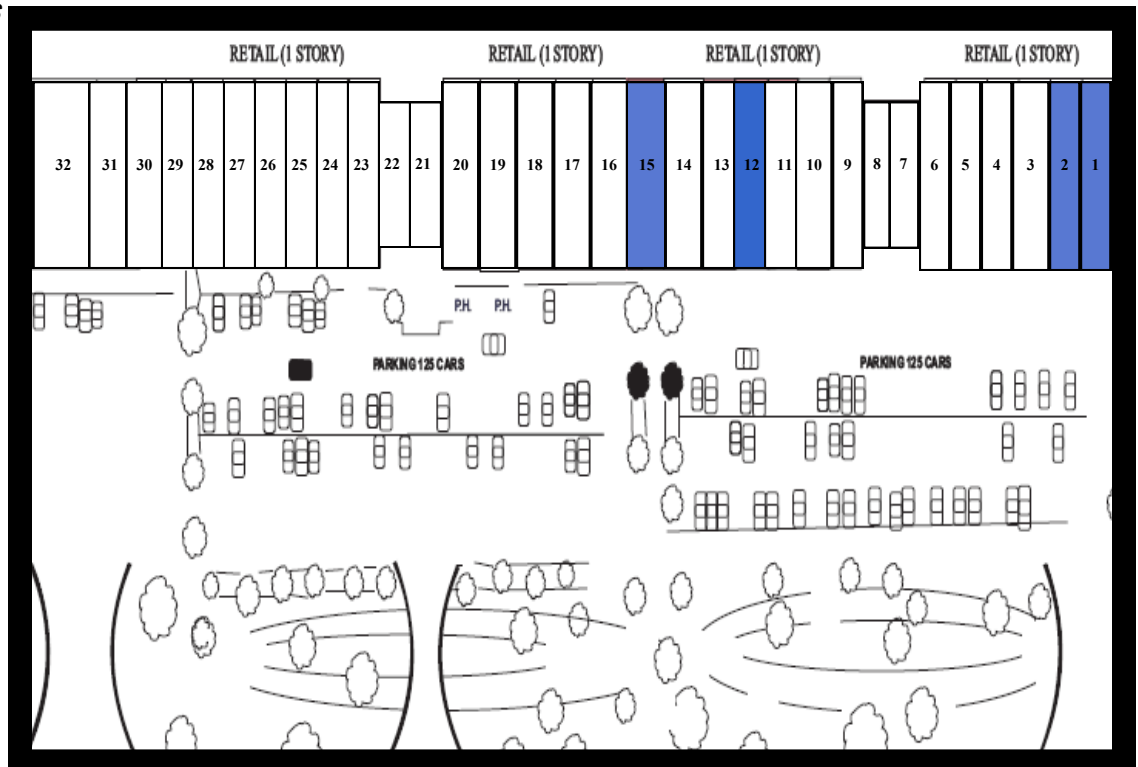 RETAIL (1 STORY) RETAIL (1 STORY) RETAIL (1 STORY) RETAIL (1 STORY)
32 31 30 29 28 27 26 25 24 23 22 21 20 19 18 17 16 15 14 13 12 11 10 9 8 7 6 5 4 3 2 1
P.H. P.H.
PARKING 125 CARS PARKING 125 CARS